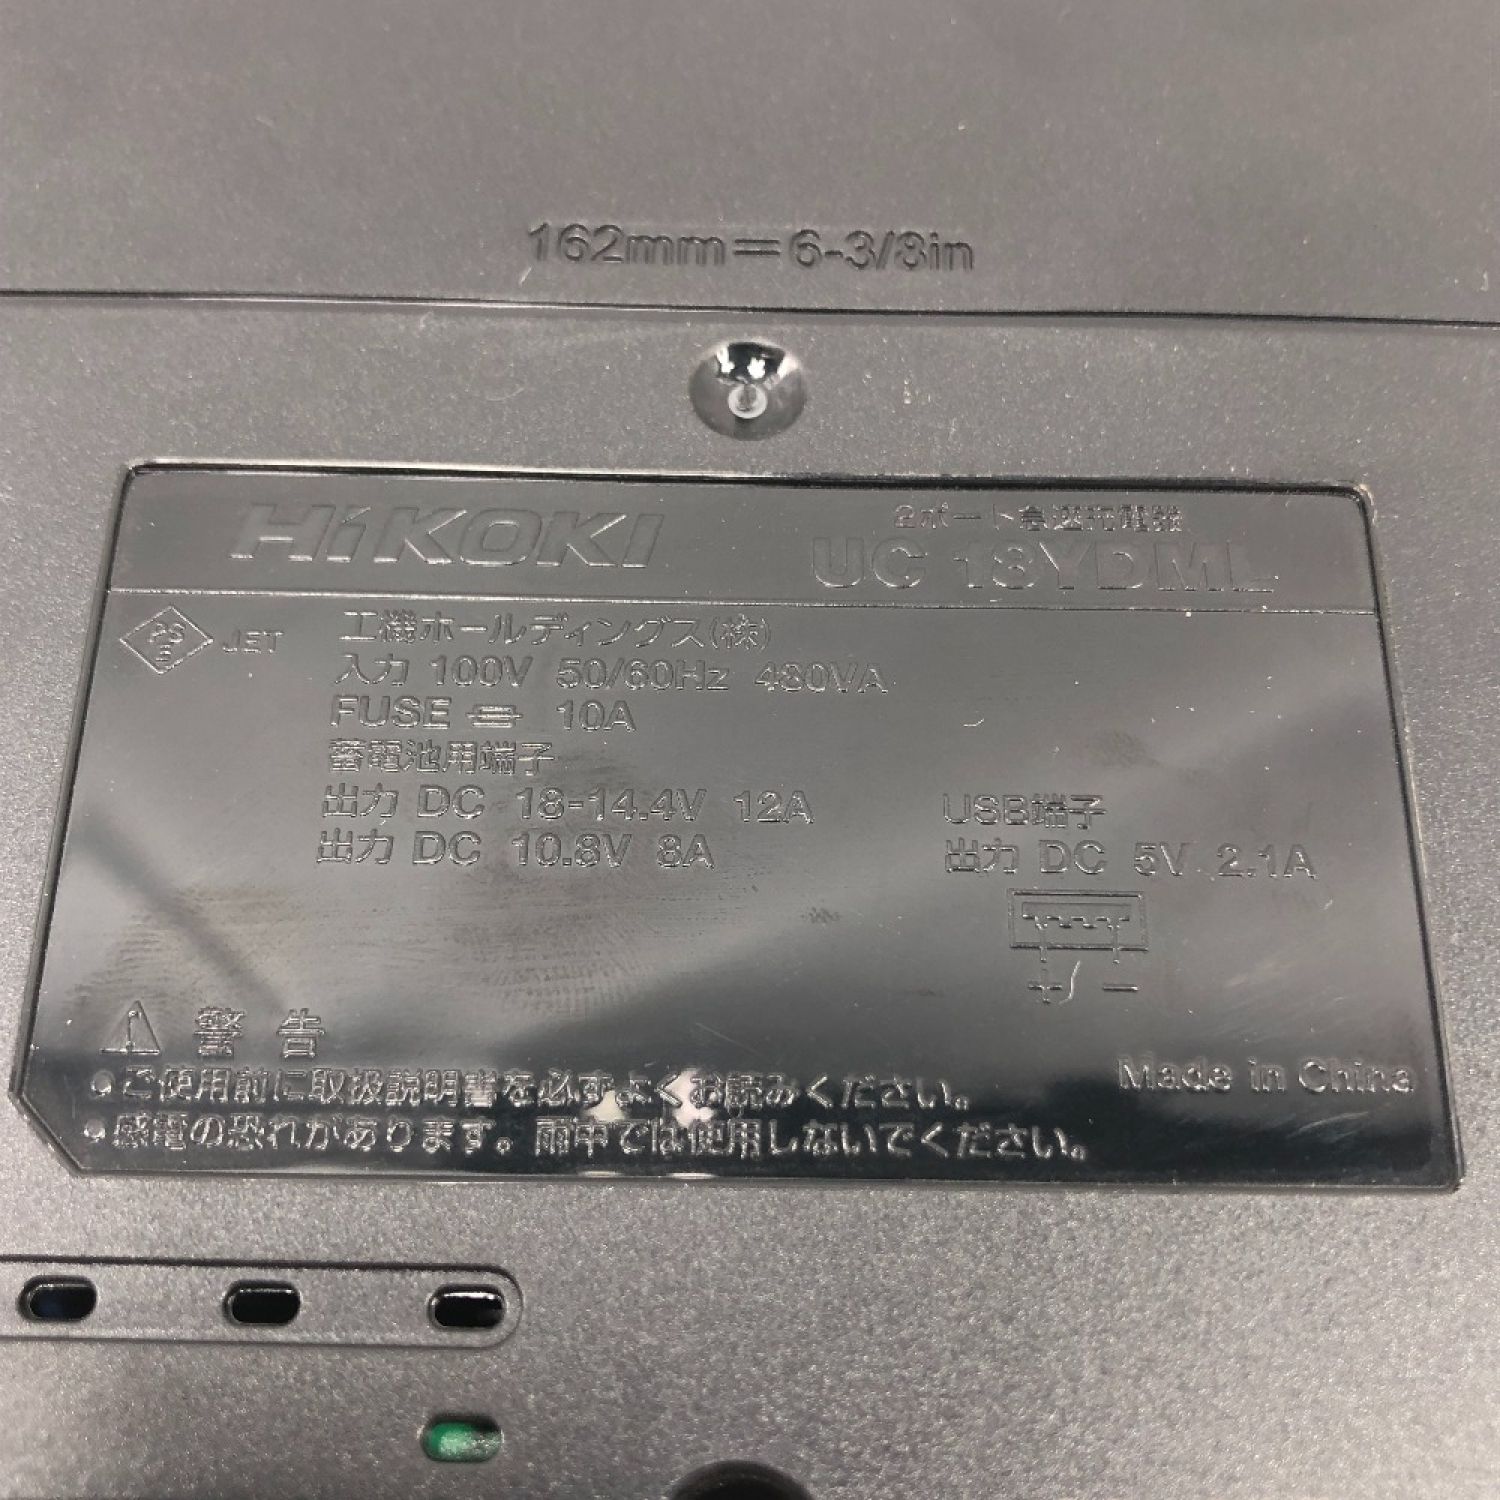 162mm=6-3/8in
HiKOKI
2ポート急速充電器
UC 18YDML
PS
E
JET
工機ホールディングス(株)
入力 100V 50/60Hz 480VA
FUSE 10A
蓄電池用端子
出力 DC 18-14.4V 12A
出力 DC 10.8V 8A
USB端子
出力 DC 5V 2.1A
+ -
警告
●ご使用前に取扱説明書を必ずよくお読みください。
●感電の恐れがあります。雨中では使用しないでください。
Made in China